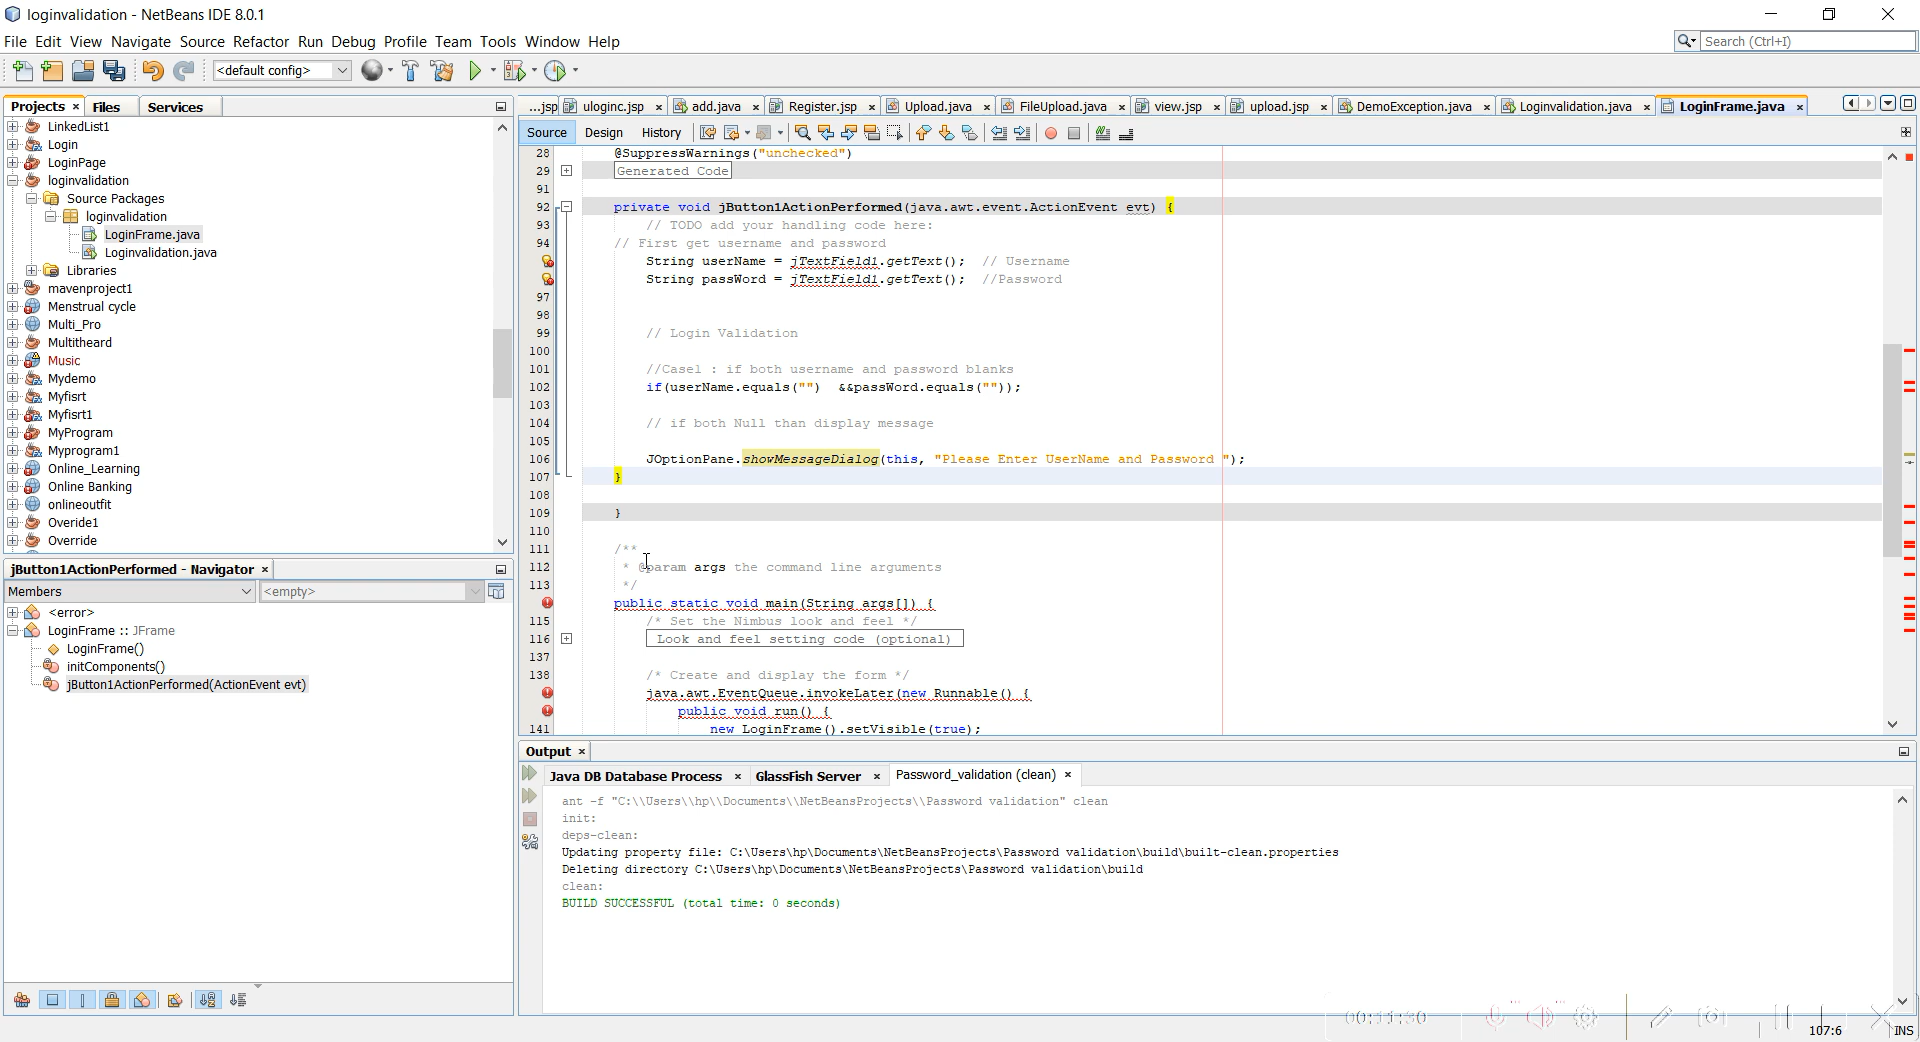 loginvalidation - NetBeans IDE 8.0.1
File Edit View Navigate Source Refactor Run Debug Profile Team Tools Window Help
Search (Ctrl+I)
<default config>
Projects Files Services
LinkedList1
Login
LoginPage
loginvalidation
Source Packages
loginvalidation
LoginFrame.java
Loginvalidation.java
Libraries
mavenproject1
Menstrual cycle
Multi_Pro
Multitheard
Music
Mydemo
Myfisrt
Myfisrt1
MyProgram
Myprogram1
Online_Learning
Online Banking
onlineoutfit
Overide1
Override
jButton1ActionPerformed - Navigator
Members <empty>
<error>
LoginFrame :: JFrame
LoginFrame()
initComponents()
jButton1ActionPerformed(ActionEvent evt)
...jsp uloginc.jsp add.java Register.jsp Upload.java FileUpload.java view.jsp upload.jsp DemoException.java Loginvalidation.java LoginFrame.java
Source Design History
28 @SuppressWarnings("unchecked")
29 Generated Code
91
92 private void jButton1ActionPerformed(java.awt.event.ActionEvent evt) {
93 // TODO add your handling code here:
94 // First get username and password
String userName = jTextField1.getText(); // Username
String passWord = jTextField1.getText(); //Password
97
98
99 // Login Validation
100
101 //Case1 : if both username and password blanks
102 if(userName.equals("") &&passWord.equals(""));
103
104 // if both Null than display message
105
106 JOptionPane.showMessageDialog(this, "Please Enter UserName and Password ");
107 }
108
109 }
110
111 /**
112 * @param args the command line arguments
113 */
public static void main(String args[]) {
115 /* Set the Nimbus look and feel */
116 Look and feel setting code (optional)
137
138 /* Create and display the form */
java.awt.EventQueue.invokeLater(new Runnable() {
public void run() {
141 new LoginFrame().setVisible(true);
Output
Java DB Database Process GlassFish Server Password_validation (clean)
ant -f "C:\\Users\\hp\\Documents\\NetBeansProjects\\Password validation" clean
init:
deps-clean:
Updating property file: C:\Users\hp\Documents\NetBeansProjects\Password validation\build\built-clean.properties
Deleting directory C:\Users\hp\Documents\NetBeansProjects\Password validation\build
clean:
BUILD SUCCESSFUL (total time: 0 seconds)
00:11:30
107:6 INS